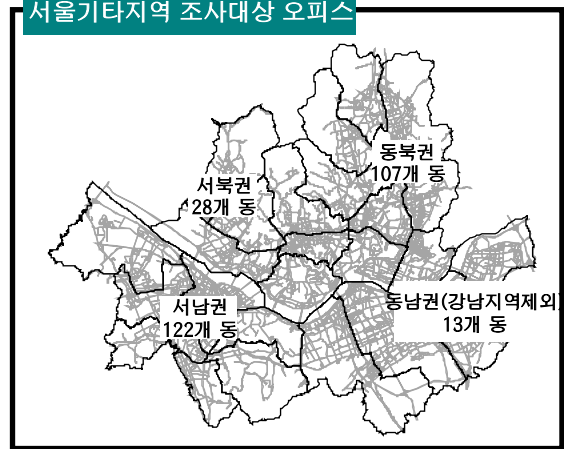 서울기타지역 조사대상 오피스
동북권
107개 동
서북권
28개 동
동남권(강남지역제외)
13개 동
서남권
122개 동